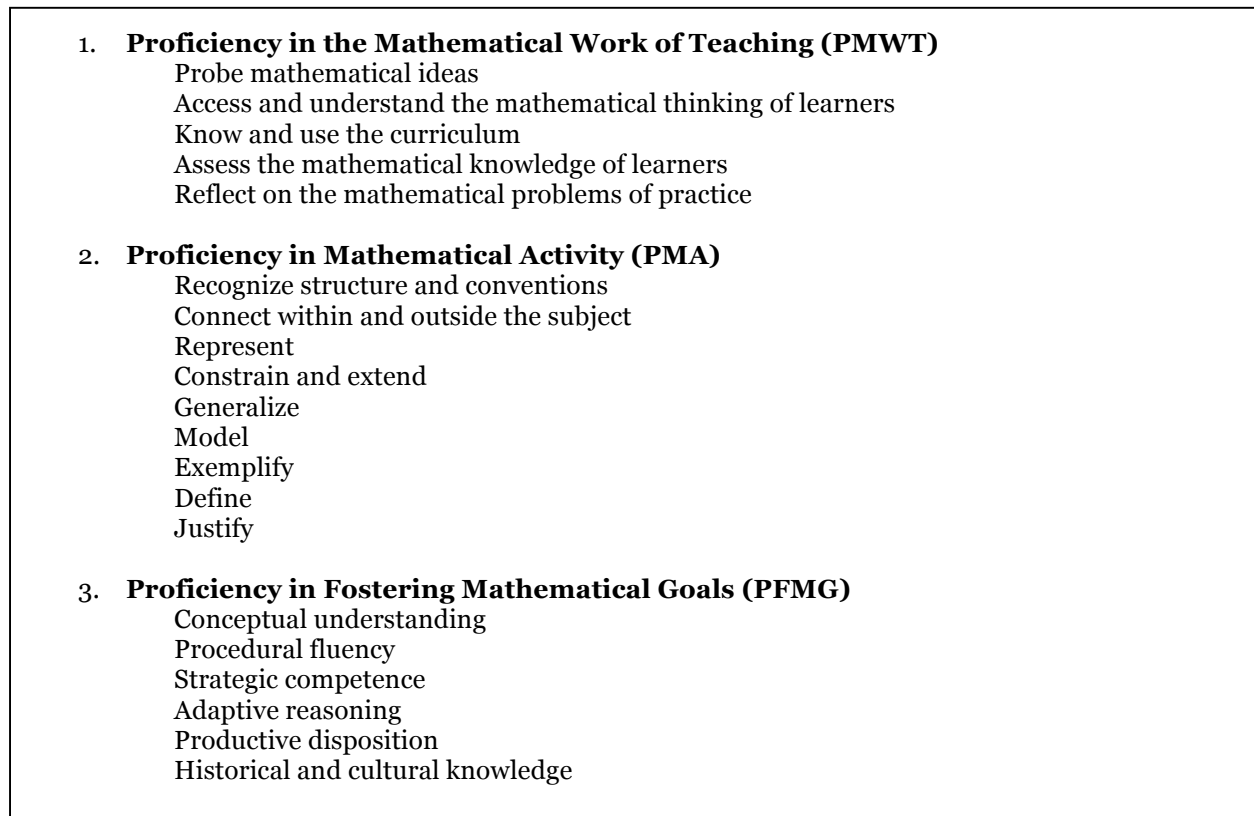 1. Proficiency in the Mathematical Work of Teaching (PMWT)
Probe mathematical ideas
Access and understand the mathematical thinking of learners
Know and use the curriculum
Assess the mathematical knowledge of learners
Reflect on the mathematical problems of practice
2. Proficiency in Mathematical Activity (PMA)
Recognize structure and conventions
Connect within and outside the subject
Represent
Constrain and extend
Generalize
Model
Exemplify
Define
Justify
3. Proficiency in Fostering Mathematical Goals (PFMG)
Conceptual understanding
Procedural fluency
Strategic competence
Adaptive reasoning
Productive disposition
Historical and cultural knowledge